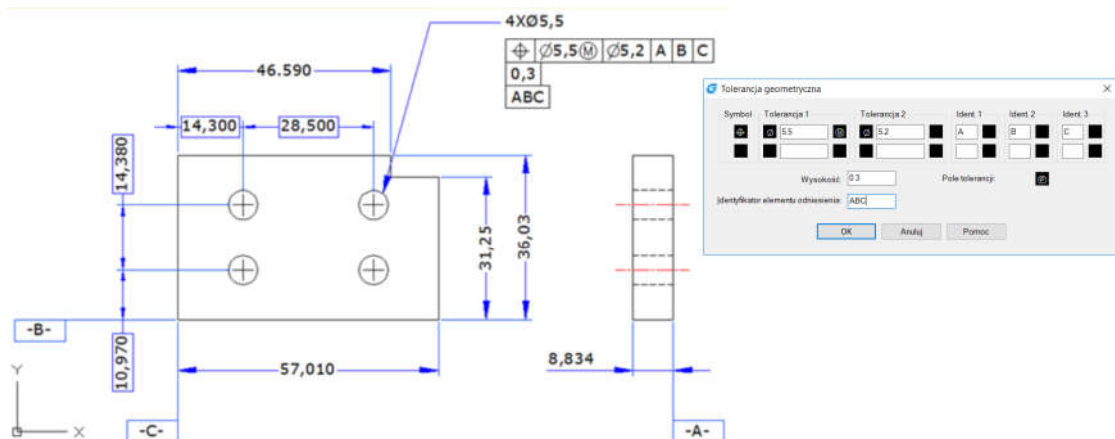 4XØ5,5
⌖ Ø5,5Ⓜ Ø5,2 A B C
0,3
ABC
46.590
14,300
28,500
14,380
10,970
31,25
36,03
57,010
8,834
-B-
-C-
-A-
Y
X
Tolerancja geometryczna
Symbol Tolerancja 1 Tolerancja 2 Ident. 1 Ident. 2 Ident. 3
⌖ Ø 5.5 Ⓜ Ø 5.2 A B C
Wysokość: 0.3 Pole tolerancji: Ⓟ
Identyfikator elementu odniesienia: ABC
OK Anuluj Pomoc